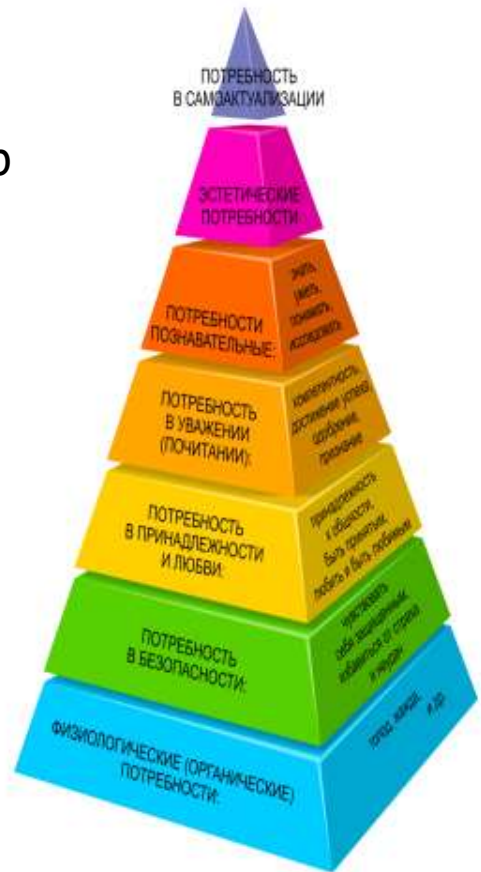 ПОТРЕБНОСТЬ
В САМОАКТУАЛИЗАЦИИ
р
ЭСТЕТИЧЕСКИЕ
ПОТРЕБНОСТИ
ПОТРЕБНОСТИ
ПОЗНАВАТЕЛЬНЫЕ:
знать,
уметь,
понимать,
исследовать
ПОТРЕБНОСТЬ
В УВАЖЕНИИ
(ПОЧИТАНИИ):
компетентность,
достижение успеха
одобрение,
признание
ПОТРЕБНОСТЬ
В ПРИНАДЛЕЖНОСТИ
И ЛЮБВИ:
принадлежность
к общности,
быть принятым,
любить и быть любимым
ПОТРЕБНОСТЬ
В БЕЗОПАСНОСТИ:
чувствовать
себя защищенным,
избавиться от страха
и неудач
ФИЗИОЛОГИЧЕСКИЕ (ОРГАНИЧЕСКИЕ)
ПОТРЕБНОСТИ:
голод, жажда
и др.